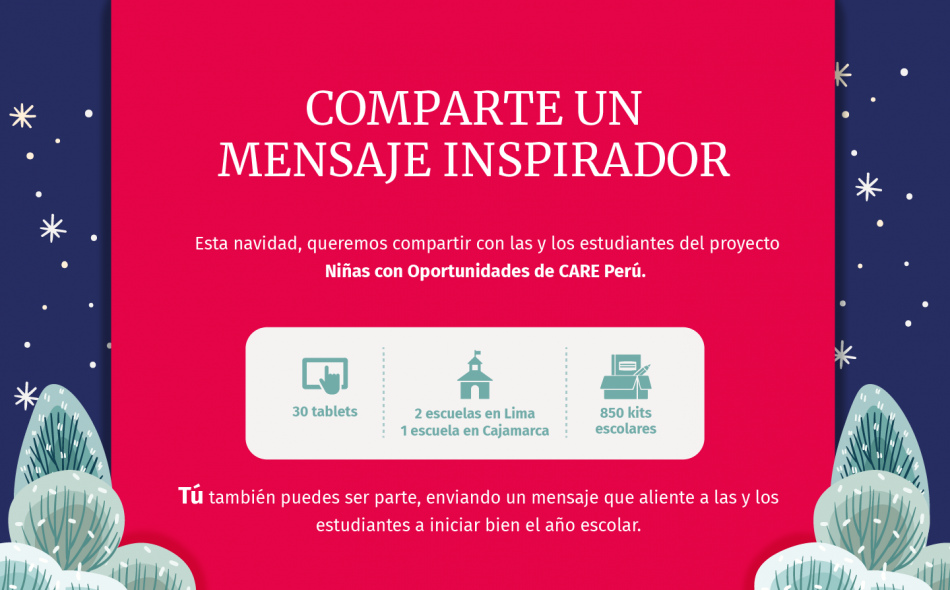 COMPARTE UN
MENSAJE INSPIRADOR
Esta navidad, queremos compartir con las y los estudiantes del proyecto
Niñas con Oportunidades de CARE Perú.
30 tablets
2 escuelas en Lima
1 escuela en Cajamarca
850 kits
escolares
Tú también puedes ser parte, enviando un mensaje que aliente a las y los
estudiantes a iniciar bien el año escolar.